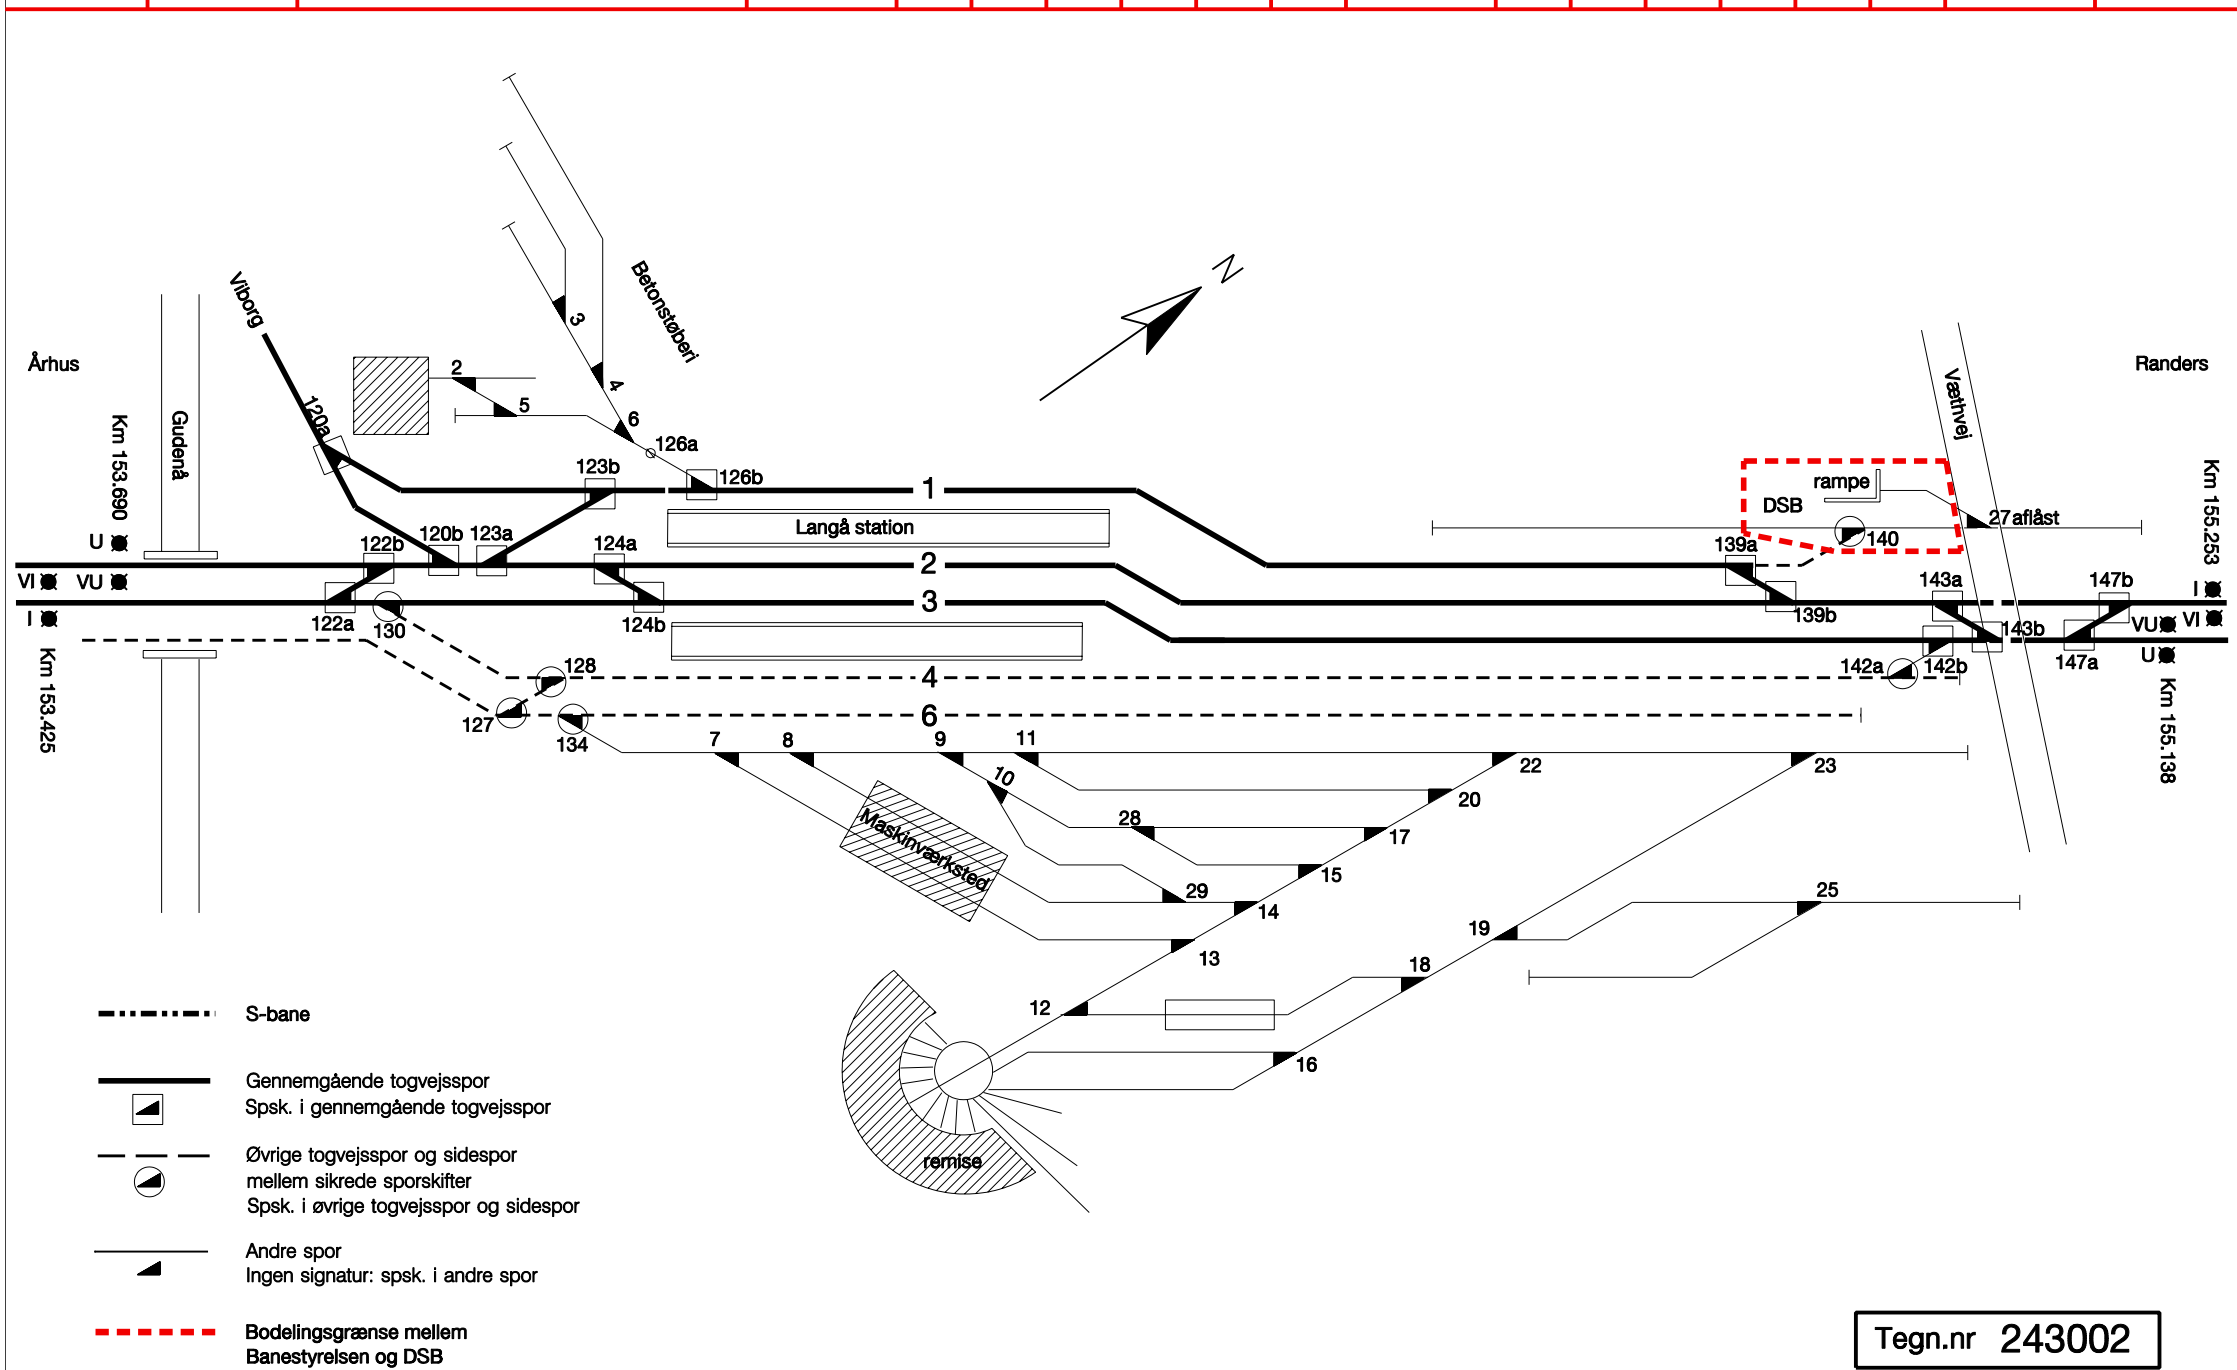 Århus
Randers
Viborg
Betonstøberi
N
Gudenå
Væthvej
Km 153.690
Km 153.425
Km 155.253
Km 155.138
2
5
3
4
6
120a
126a
126b
123b
1
rampe
DSB
27 aflåst
Langå station
140
U
122b
120b
123a
124a
2
139a
VI
VU
143a
147b
I
3
I
VI
122a
130
124b
139b
143b
VU
U
128
4
142a
142b
147a
127
134
6
7
8
9
11
22
23
10
20
28
17
Maskinværksted
15
29
14
25
13
19
18
12
16
remise
S-bane
Gennemgående togvejsspor
Spsk. i gennemgående togvejsspor
Øvrige togvejsspor og sidespor
mellem sikrede sporskifter
Spsk. i øvrige togvejsspor og sidespor
Andre spor
Ingen signatur: spsk. i andre spor
Bodelingsgrænse mellem
Banestyrelsen og DSB
Tegn.nr 243002